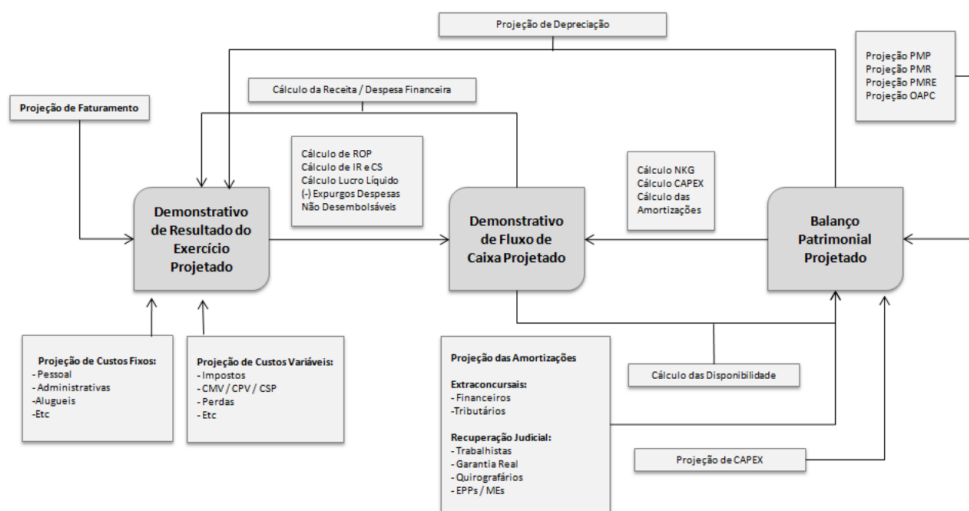 Projeção de Depreciação
Projeção PMP
Projeção PMR
Projeção PMRE
Projeção OAPC
Cálculo da Receita / Despesa Financeira
Projeção de Faturamento
Cálculo de ROP
Cálculo de IR e CS
Cálculo Lucro Líquido
(-) Expurgos Despesas
Não Desembolsáveis
Cálculo NKG
Cálculo CAPEX
Cálculo das
Amortizações
Demonstrativo
de Resultado do
Exercício
Projetado
Demonstrativo
de Fluxo de
Caixa Projetado
Balanço
Patrimonial
Projetado
Projeção de Custos Fixos:
- Pessoal
- Administrativas
-Alugueis
-Etc
Projeção de Custos Variáveis:
- Impostos
- CMV / CPV / CSP
- Perdas
- Etc
Projeção das Amortizações
Extraconcursais:
- Financeiros
-Tributários
Recuperação Judicial:
- Trabalhistas
- Garantia Real
- Quirografários
- EPPs / MEs
Cálculo das Disponibilidade
Projeção de CAPEX